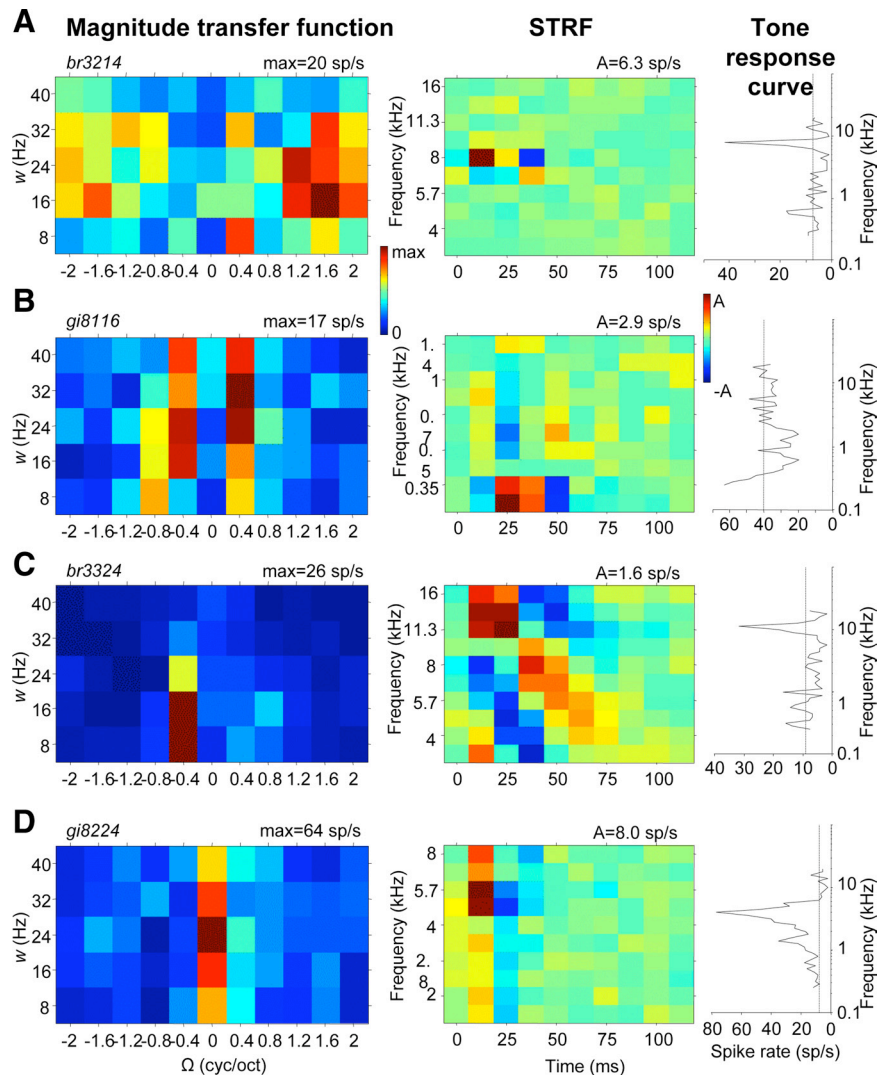 A
Magnitude transfer function
STRF
Tone
response
curve
br3214
max=20 sp/s
A=6.3 sp/s
w (Hz)
40
32
24
16
8
-2 -1.6 -1.2-0.8-0.4 0 0.4 0.8 1.2 1.6 2
max
0
Frequency (kHz)
16
11.3
8
5.7
4
0 25 50 75 100
Frequency (kHz)
10
1
0.1
B
gi8116
max=17 sp/s
A=2.9 sp/s
w (Hz)
40
32
24
16
8
-2 -1.6 -1.2-0.8-0.4 0 0.4 0.8 1.2 1.6 2
Frequency (kHz)
1.
4
1
0.
7
0.
5
0.35
0 25 50 75 100
A
-A
Frequency (kHz)
10
1
0.1
60 40 20 0
C
br3324
max=26 sp/s
A=1.6 sp/s
w (Hz)
40
32
24
16
8
-2 -1.6 -1.2-0.8-0.4 0 0.4 0.8 1.2 1.6 2
Frequency (kHz)
16
11.3
8
5.7
4
0 25 50 75 100
Frequency (kHz)
10
1
0.1
40 30 20 10 0
D
gi8224
max=64 sp/s
A=8.0 sp/s
w (Hz)
40
32
24
16
8
-2 -1.6 -1.2-0.8-0.4 0 0.4 0.8 1.2 1.6 2
Ω (cyc/oct)
Frequency (kHz)
8
5.7
4
2.
8
2
0 25 50 75 100
Time (ms)
Frequency (kHz)
10
1
0.1
80 60 40 20 0
Spike rate (sp/s)